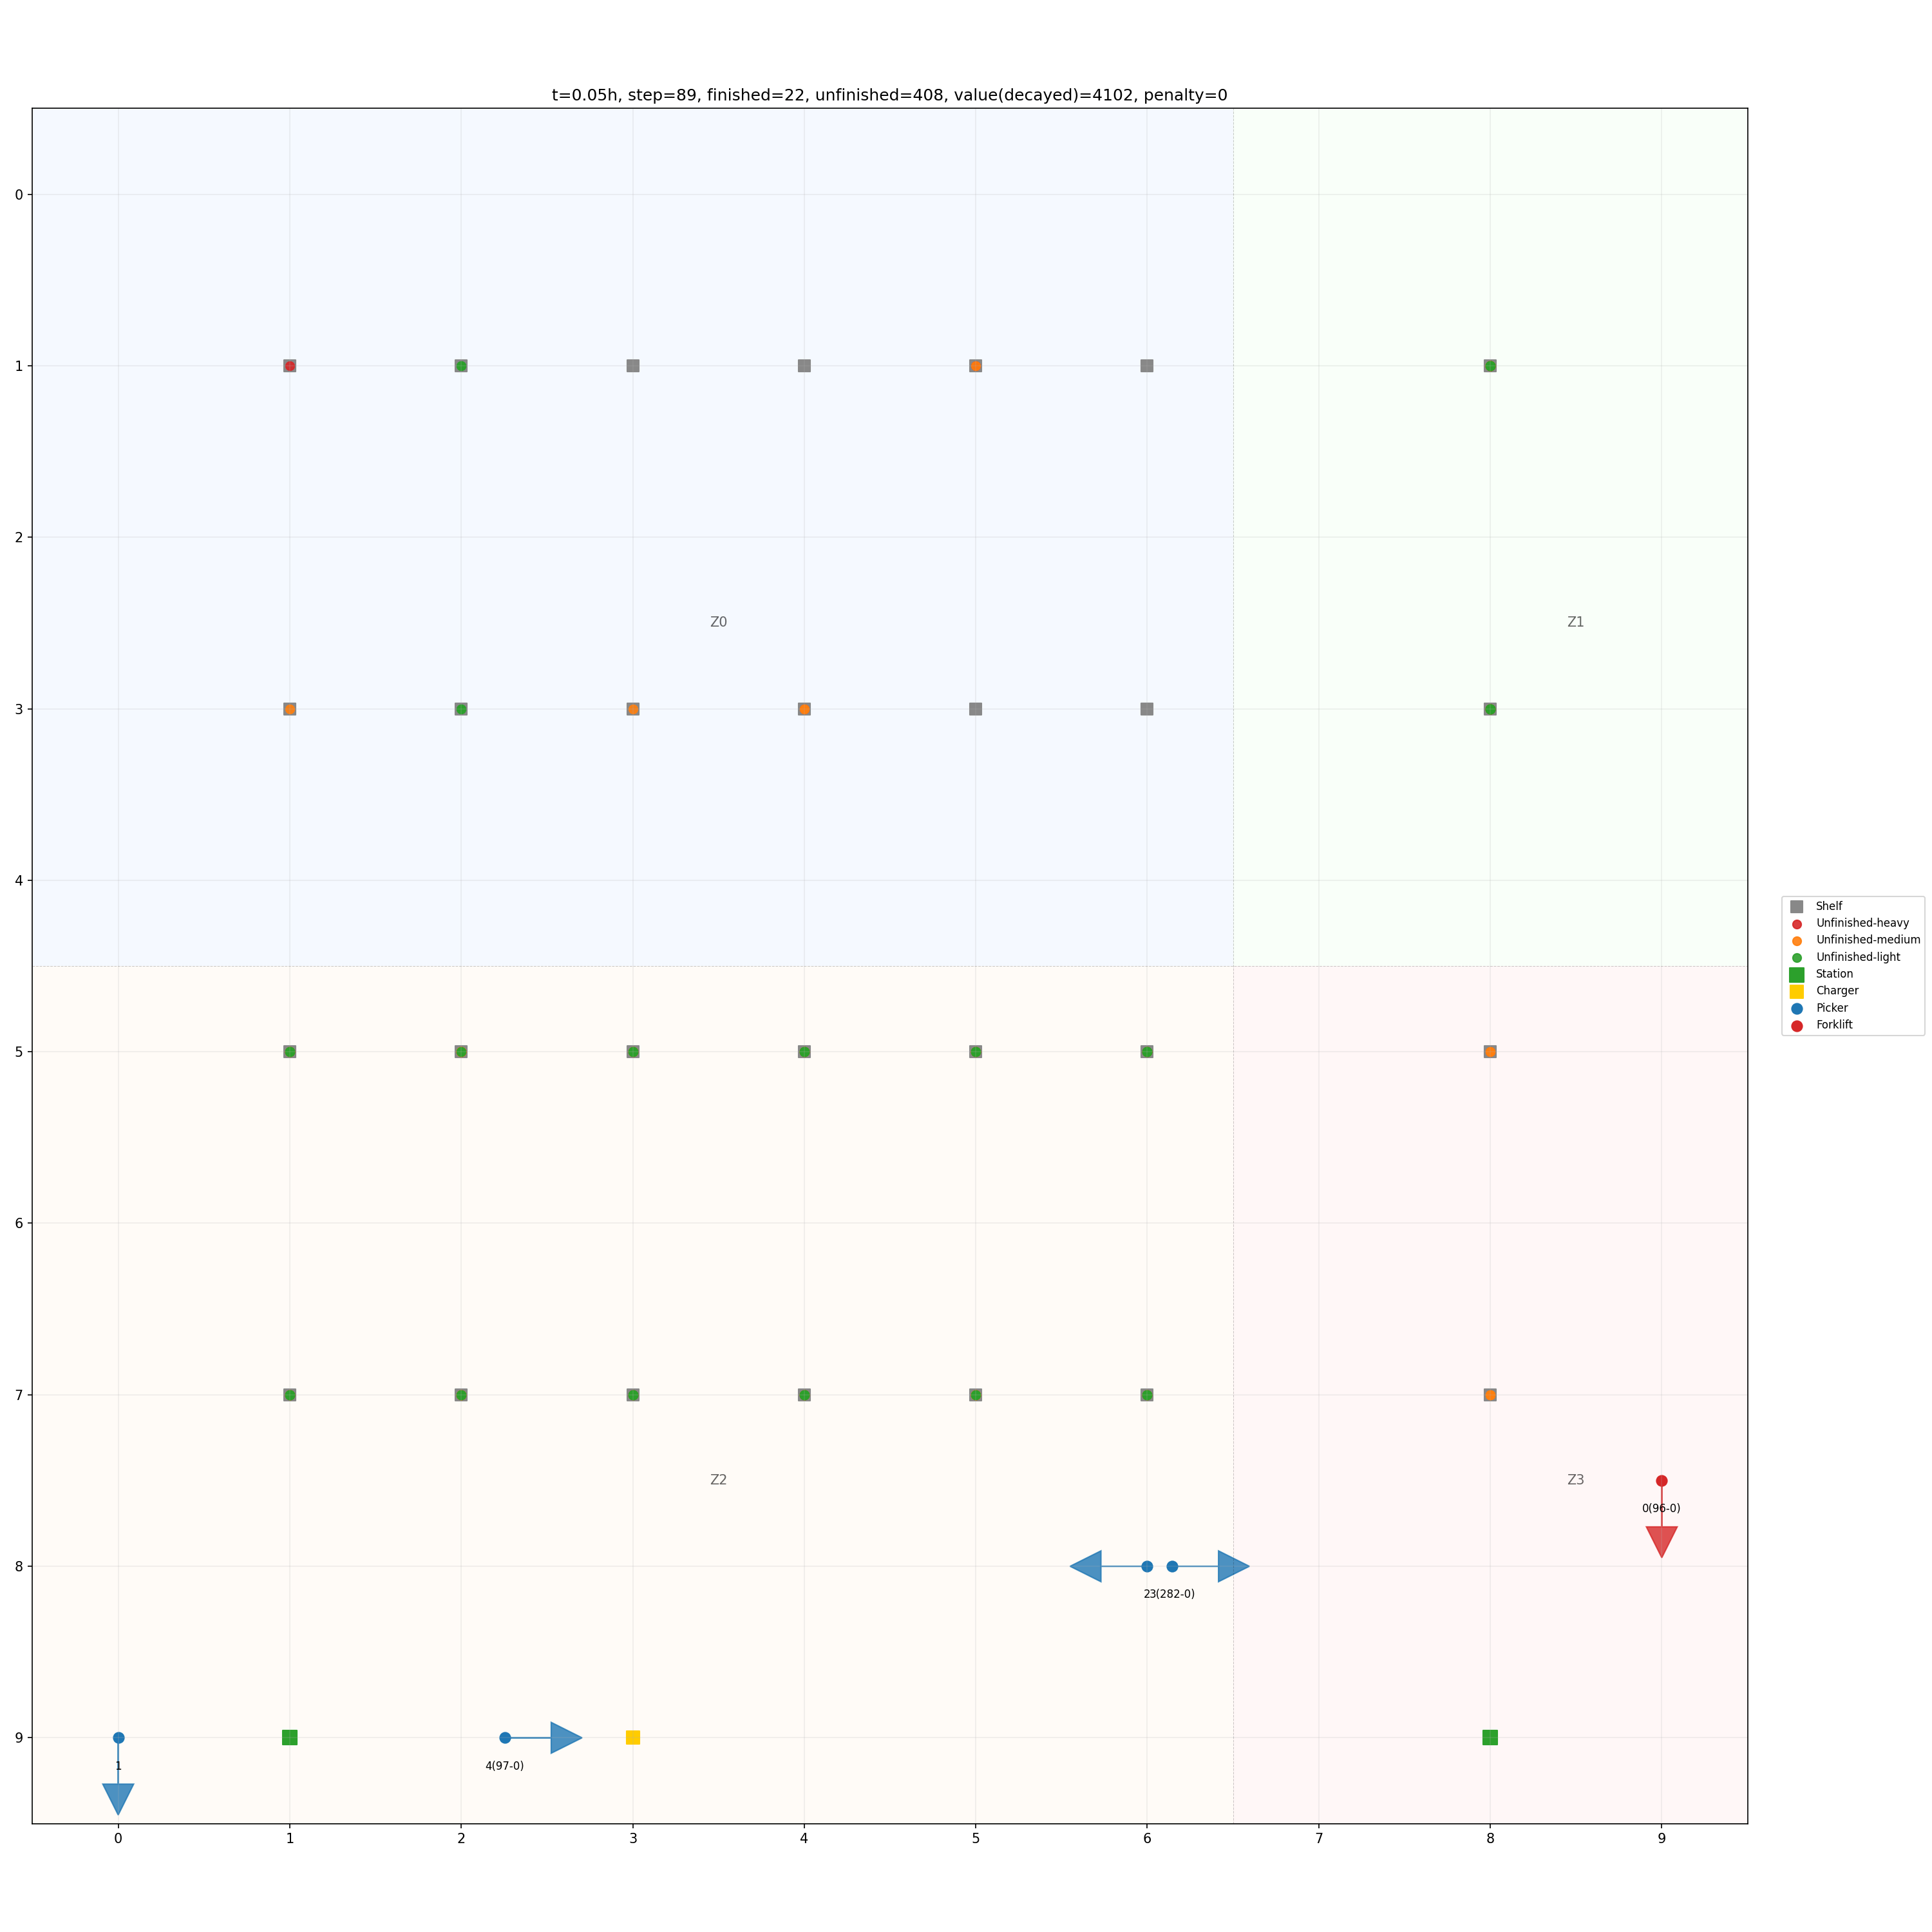 t=0.05h, step=89, finished=22, unfinished=408, value(decayed)=4102, penalty=0
0
1
2
Z0
Z1
3
4
Shelf
Unfinished-heavy
Unfinished-medium
Unfinished-light
Station
Charger
Picker
Forklift
5
6
7
Z2
Z3
0(96-0)
8
23(282-0)
9
1
4(97-0)
0
1
2
3
4
5
6
7
8
9